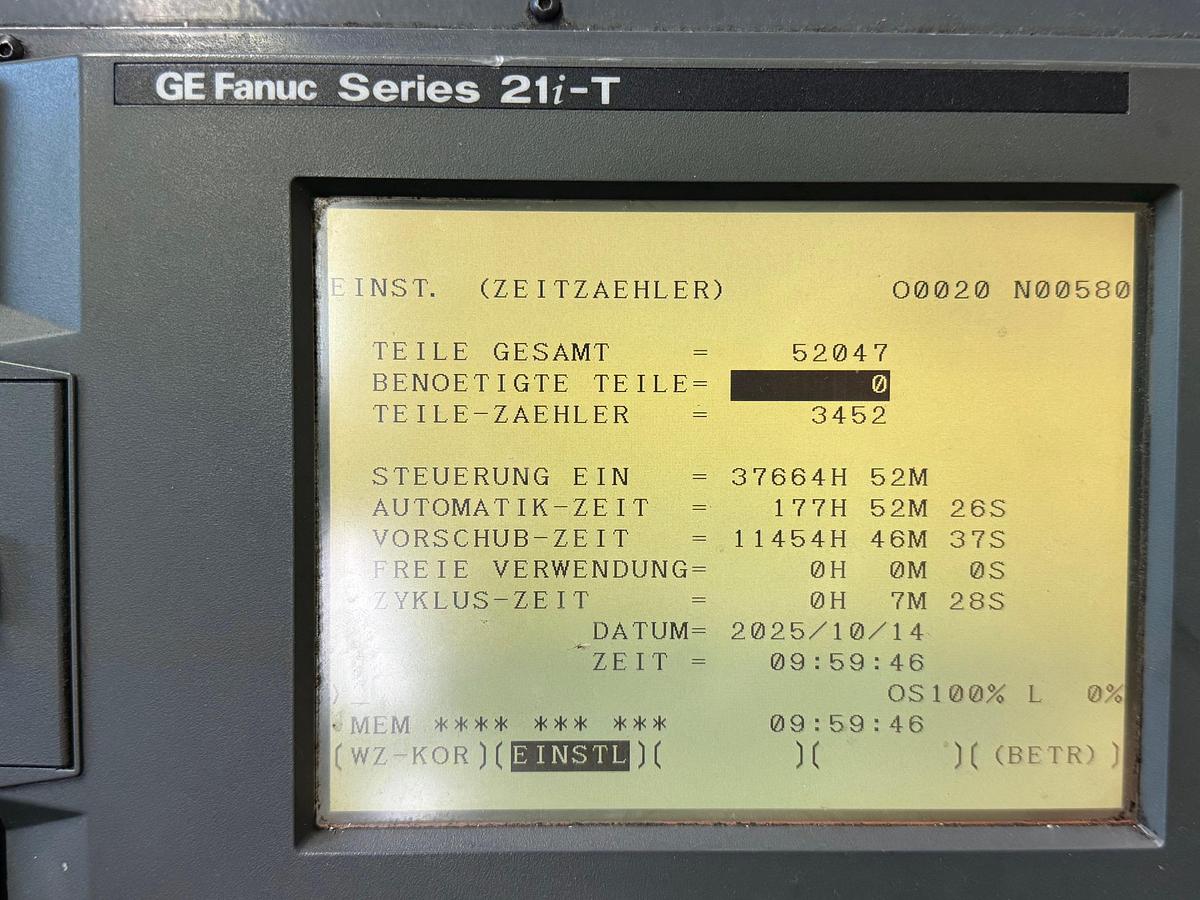 GE Fanuc Series 21i-T
EINST. (ZEITZAEHLER) O0020 N00580
TEILE GESAMT = 52047
BENOETIGTE TEILE= 0
TEILE-ZAEHLER = 3452
STEUERUNG EIN = 37664H 52M
AUTOMATIK-ZEIT = 177H 52M 26S
VORSCHUB-ZEIT = 11454H 46M 37S
FREIE VERWENDUNG= 0H 0M 0S
ZYKLUS-ZEIT = 0H 7M 28S
DATUM= 2025/10/14
ZEIT = 09:59:46
)_ OS100% L 0%
MEM **** *** *** 09:59:46
(WZ-KOR)(EINSTL)( )( )((BETR))